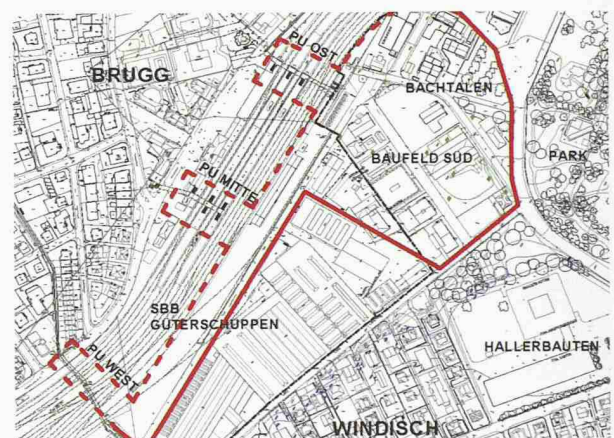 PU OST
BRUGG
BACHTALEN
BAUFELD SÜD
PARK
PU MITTE
SBB
GÜTERSCHUPPEN
PU WEST
HALLERBAUTEN
WINDISCH